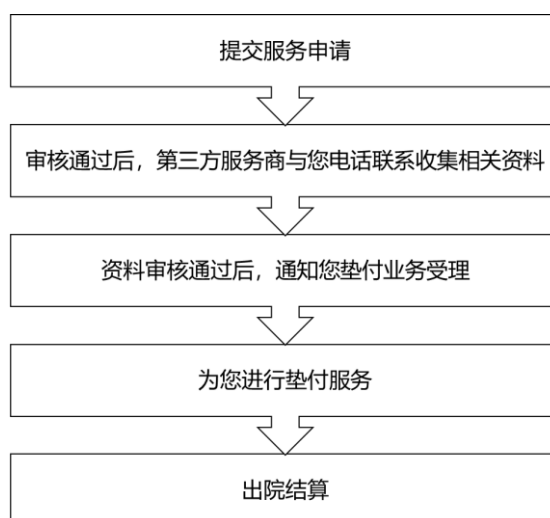 提交服务申请
审核通过后，第三方服务商与您电话联系收集相关资料
资料审核通过后，通知您垫付业务受理
为您进行垫付服务
出院结算